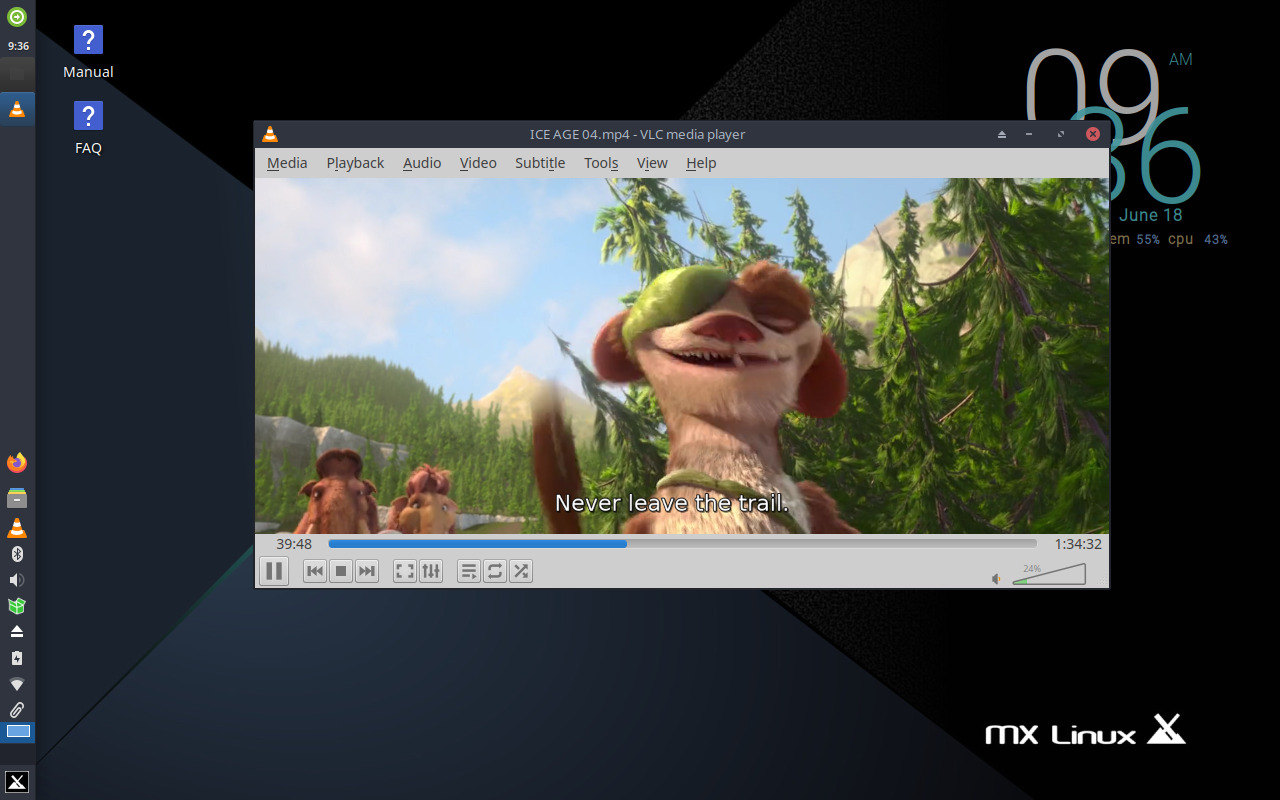 9:36
Manual
FAQ
09 AM
36
June 18
em 55% cpu 43%
ICE AGE 04.mp4 - VLC media player
Media Playback Audio Video Subtitle Tools View Help
Never leave the trail.
39:48 1:34:32
24%
MX Linux